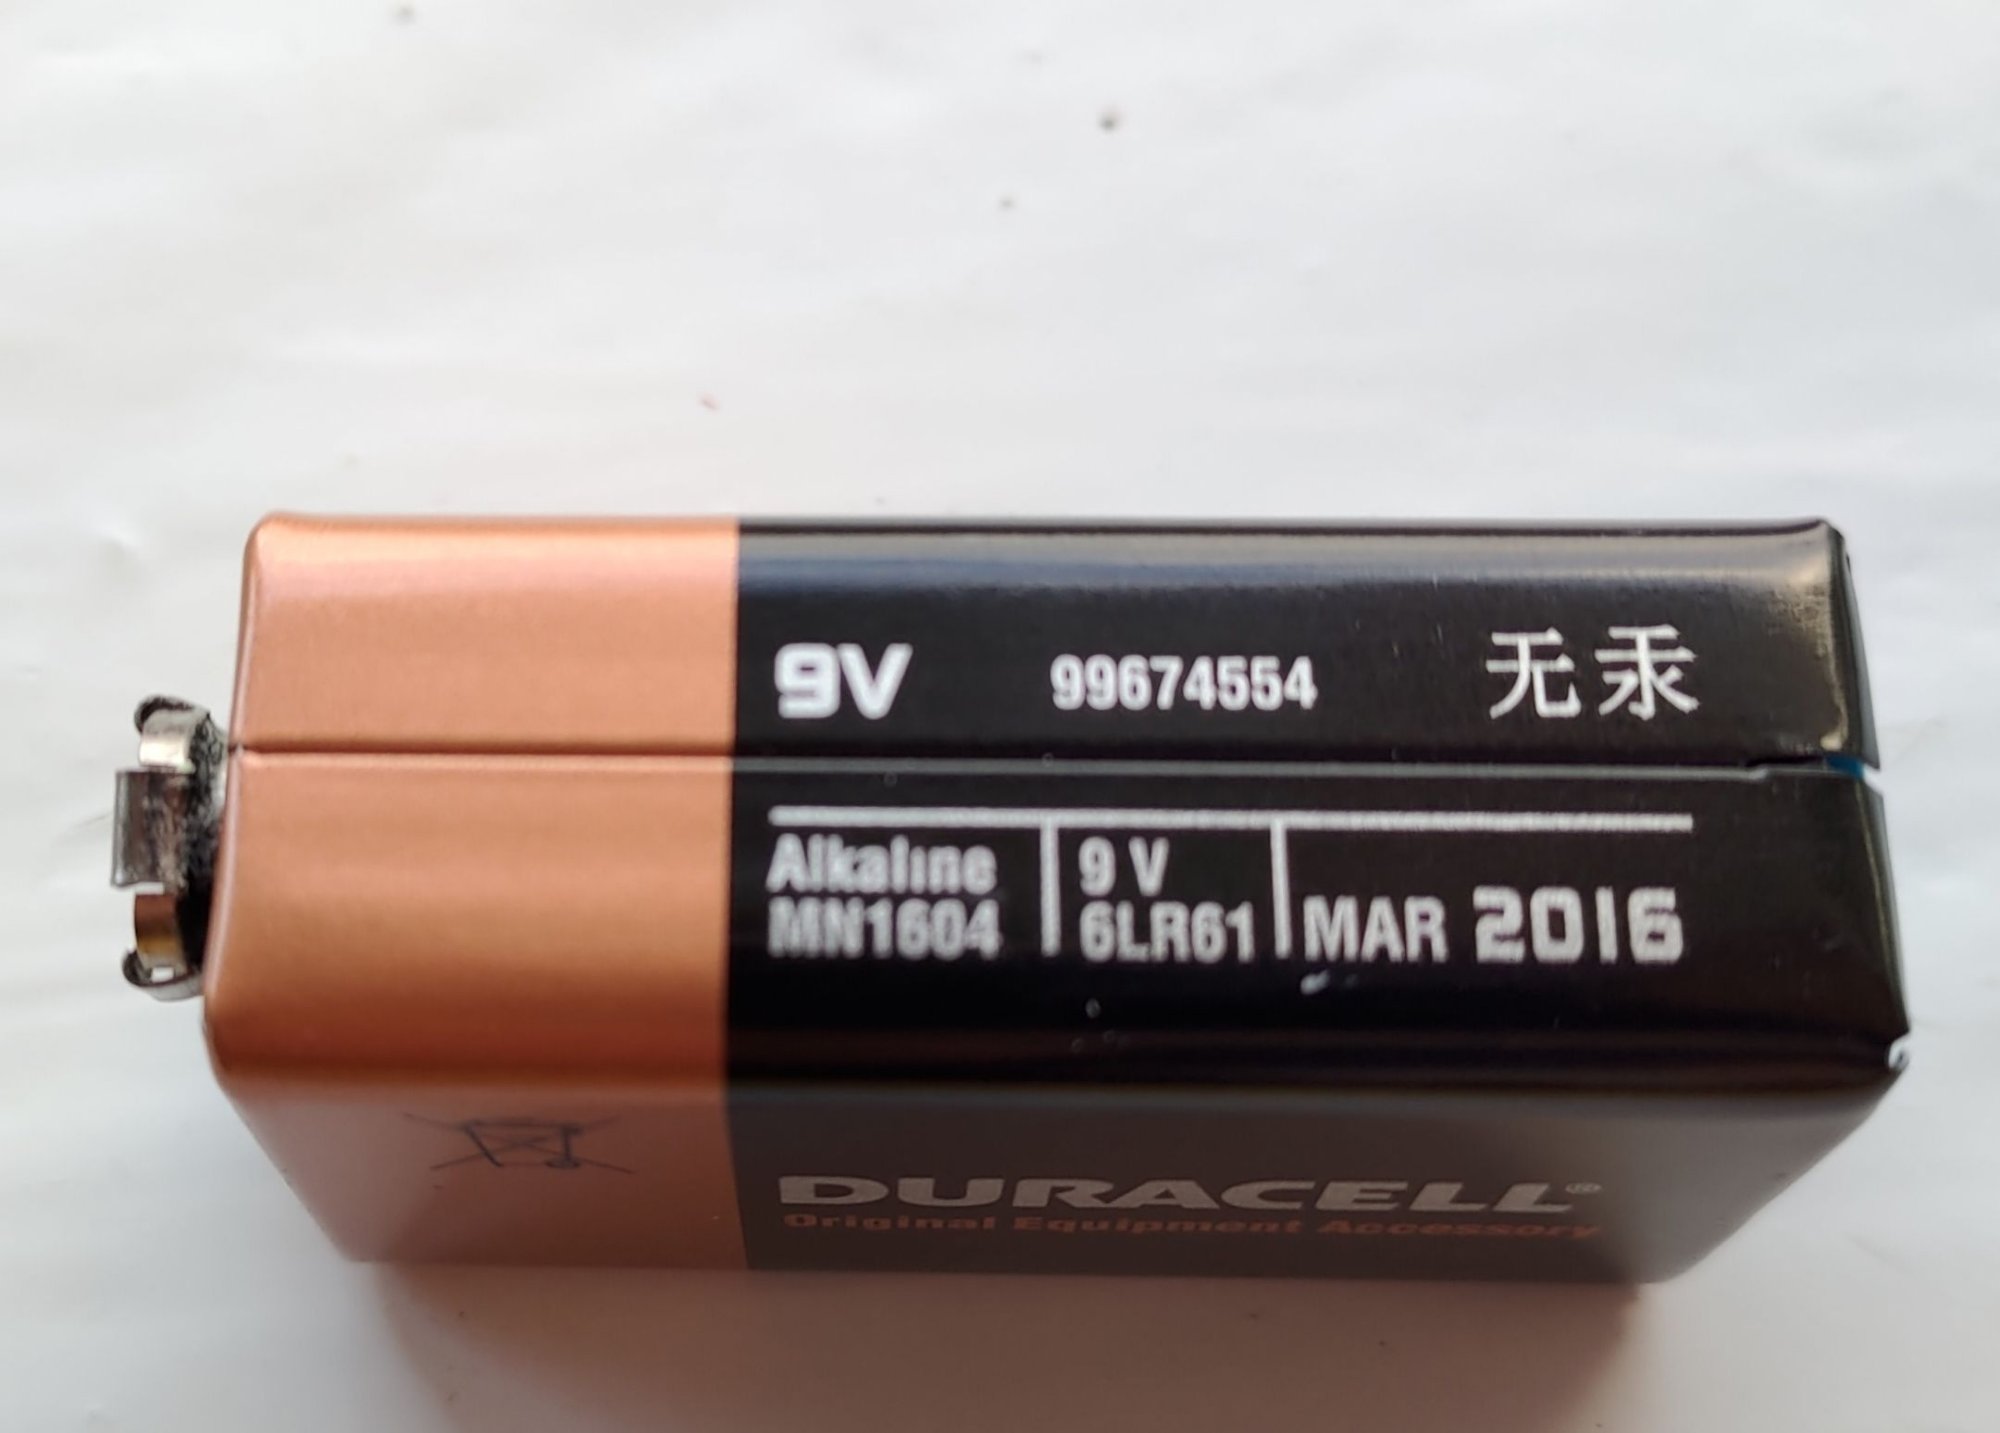 9V 99674554 无汞
Alkaline 9 V
MN1604 6LR61 MAR 2016
DURACELL®
Original Equipment Accessory